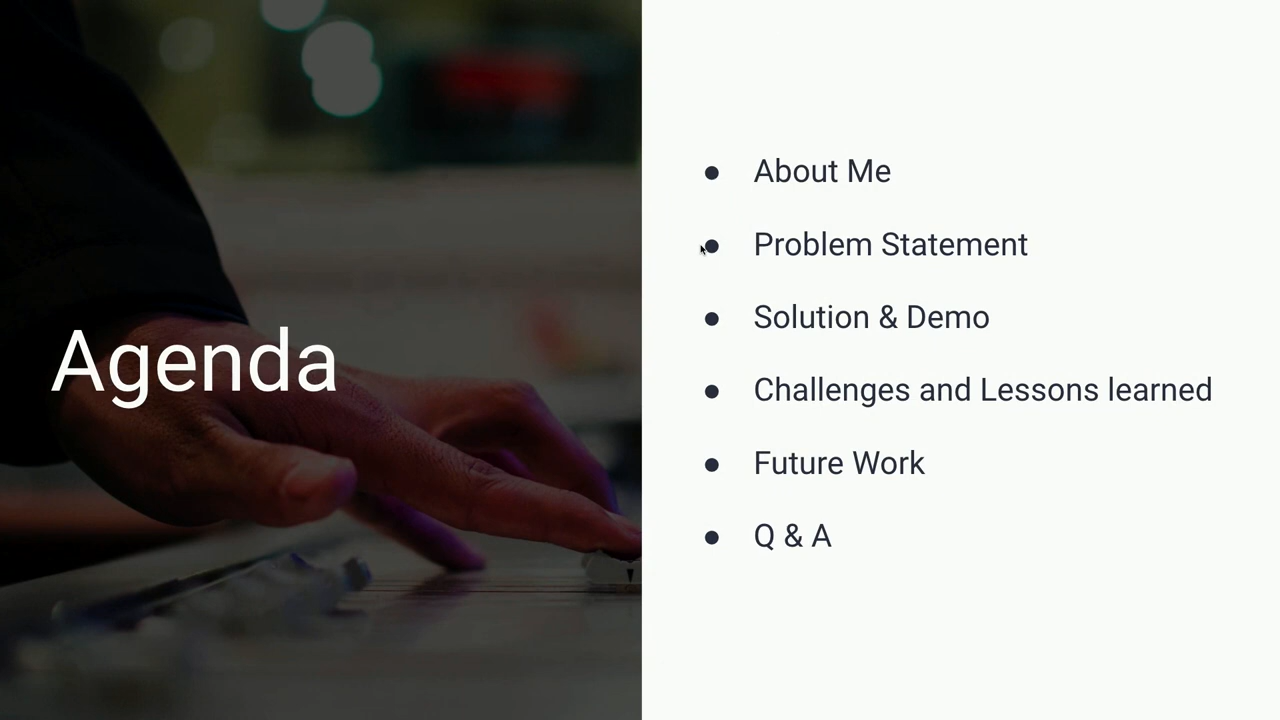 Agenda
About Me
Problem Statement
Solution & Demo
Challenges and Lessons learned
Future Work
Q & A